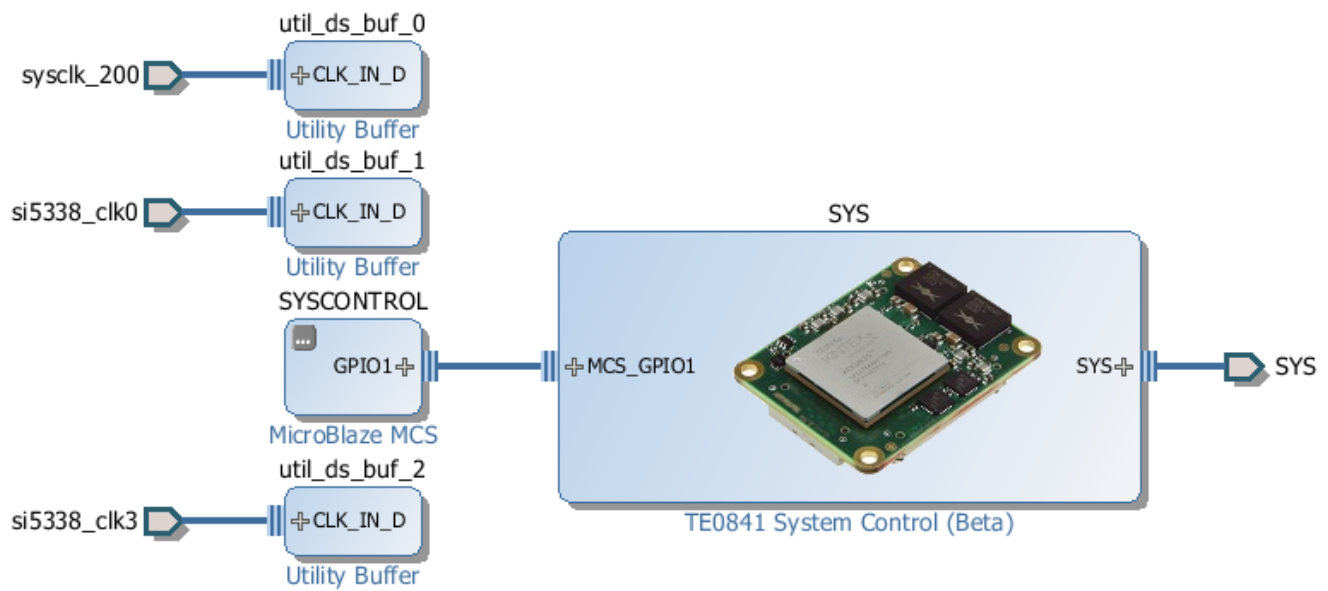 util_ds_buf_0
sysclk_200
CLK_IN_D
Utility Buffer
util_ds_buf_1
si5338_clk0
CLK_IN_D
Utility Buffer
SYSCONTROL
...
GPIO1
MicroBlaze MCS
util_ds_buf_2
si5338_clk3
CLK_IN_D
Utility Buffer
SYS
MCS_GPIO1
KINTEX
SYS
TE0841 System Control (Beta)
SYS